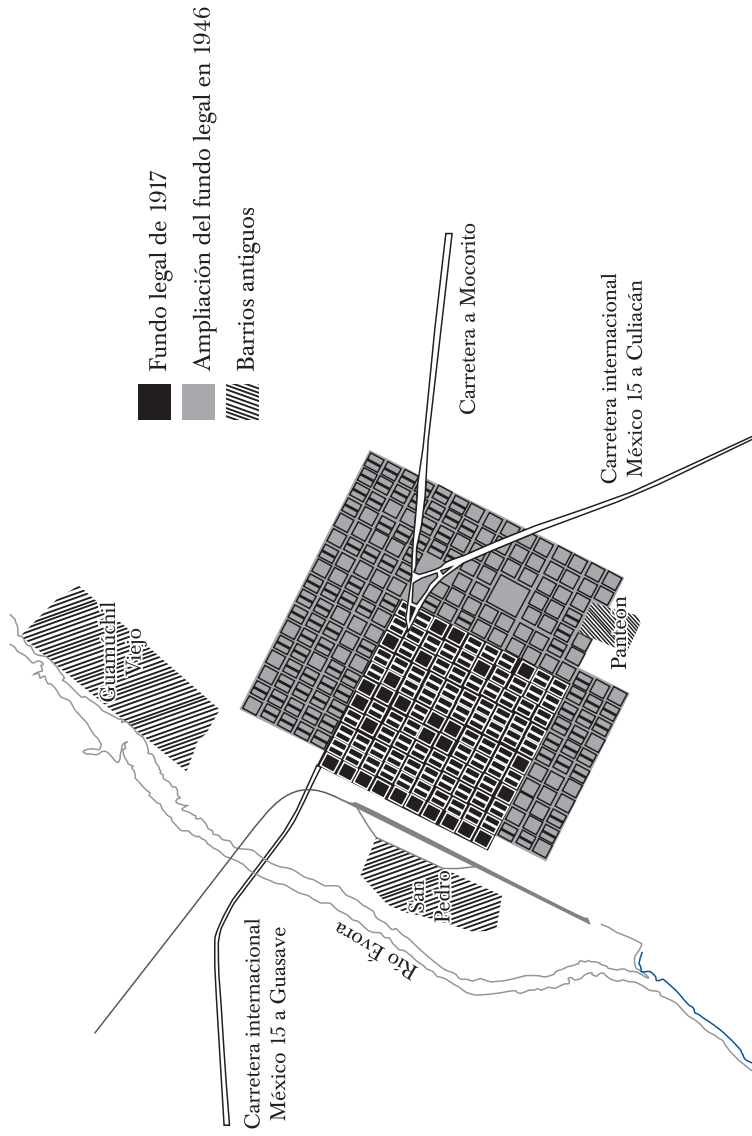 Fundo legal de 1917
Ampliación del fundo legal en 1946
Barrios antiguos
Guamúchil
Viejo
Carretera a Mocorito
Carretera internacional
México 15 a Culiacán
Panteón
San
Pedro
Río Évora
Carretera internacional
México 15 a Guasave